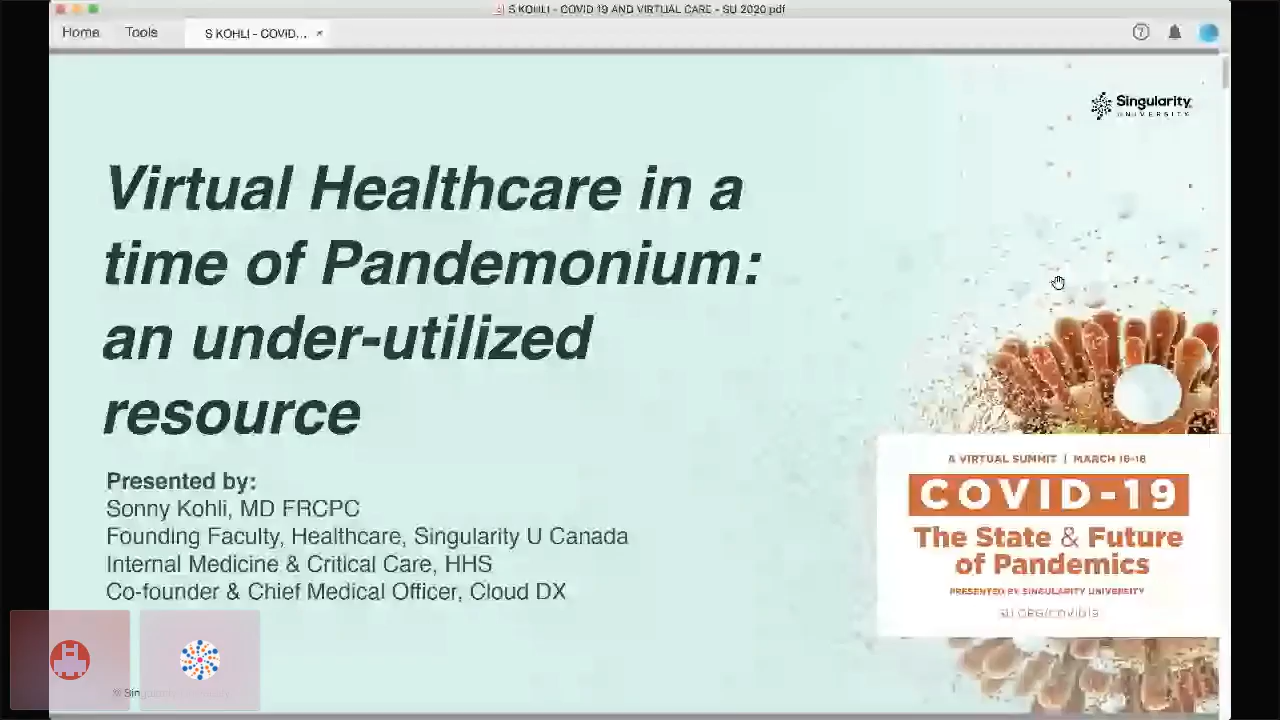 S KOHLI - COVID 19 AND VIRTUAL CARE - SU 2020.pdf
Home
Tools
S KOHLI - COVID...
×
Singularity
UNIVERSITY
Virtual Healthcare in a
time of Pandemonium:
an under-utilized
resource
Presented by:
Sonny Kohli, MD FRCPC
Founding Faculty, Healthcare, Singularity U Canada
Internal Medicine & Critical Care, HHS
Co-founder & Chief Medical Officer, Cloud DX
A VIRTUAL SUMMIT | MARCH 16-18
COVID-19
The State & Future
of Pandemics
PRESENTED BY SINGULARITY UNIVERSITY
SU.ORG/COVID19